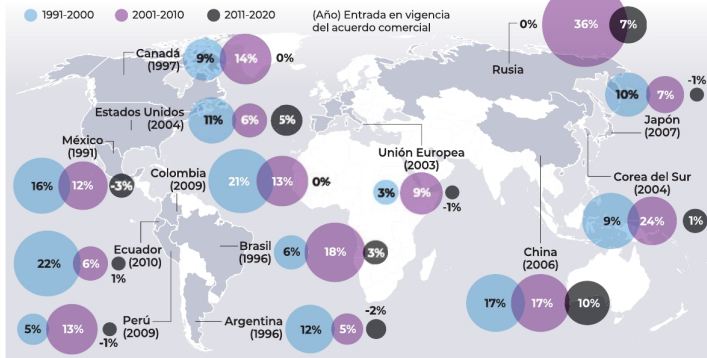 1991-2000 2001-2010 2011-2020
(Año) Entrada en vigencia
del acuerdo comercial
0% 36% 7%
Rusia
Canadá
(1997)
9% 14% 0%
10% 7% -1%
Japón
(2007)
Estados Unidos
(2004)
11% 6% 5%
México
(1991)
16% 12% -3%
Colombia
(2009)
21% 13% 0%
Unión Europea
(2003)
3% 9% -1%
Corea del Sur
(2004)
9% 24% 1%
Ecuador
(2010)
22% 6% 1%
Brasil
(1996)
6% 18% 3%
China
(2006)
17% 17% 10%
Perú
(2009)
5% 13% -1%
Argentina
(1996)
12% 5% -2%